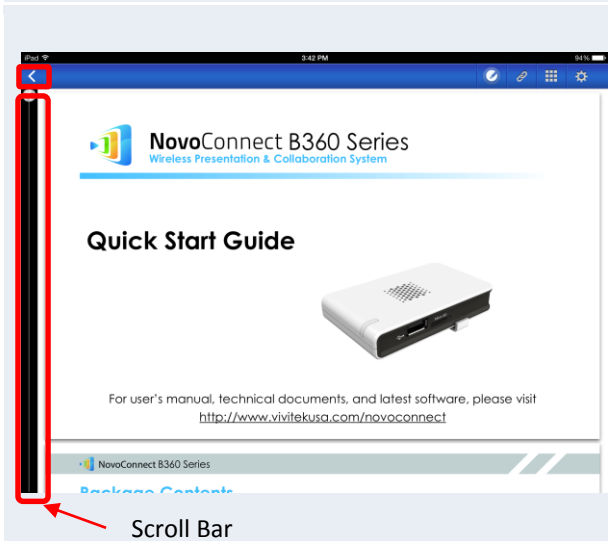 iPad 3:42 PM 94%
NovoConnect B360 Series
Wireless Presentation & Collaboration System
Quick Start Guide
For user's manual, technical documents, and latest software, please visit
http://www.vivitekusa.com/novoconnect
NovoConnect B360 Series
Package Contents
Scroll Bar